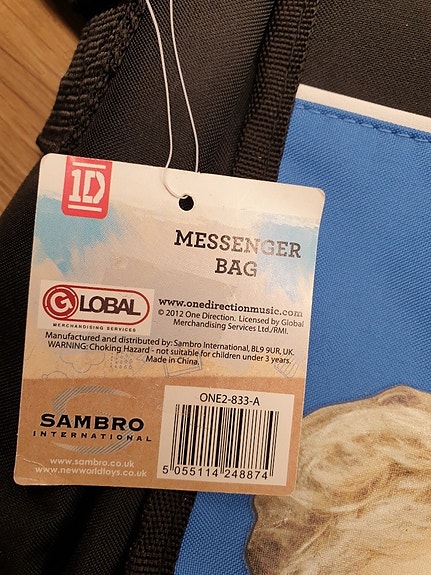 1D
MESSENGER
BAG
GLOBAL
MERCHANDISING SERVICES
www.onedirectionmusic.com
© 2012 One Direction. Licensed by Global
Merchandising Services Ltd./RMI.
Manufactured and distributed by: Sambro International, BL9 9UR, UK.
WARNING: Choking Hazard - not suitable for children under 3 years.
Made in China.
SAMBRO
INTERNATIONAL
www.sambro.co.uk
www.newworldtoys.co.uk
ONE2-833-A
5 055114 248874